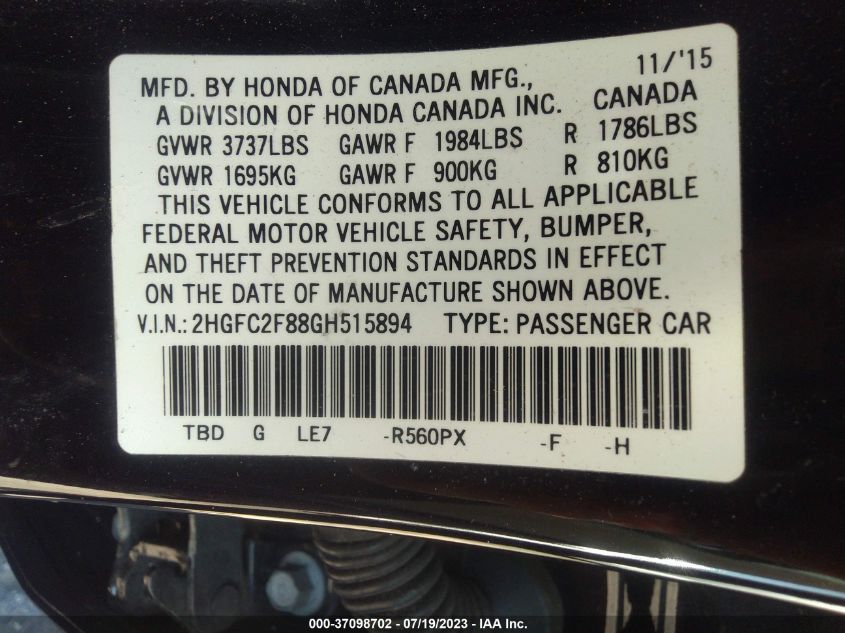 11/'15
MFD. BY HONDA OF CANADA MFG.,
A DIVISION OF HONDA CANADA INC. CANADA
GVWR 3737LBS GAWR F 1984LBS R 1786LBS
GVWR 1695KG GAWR F 900KG R 810KG
THIS VEHICLE CONFORMS TO ALL APPLICABLE
FEDERAL MOTOR VEHICLE SAFETY, BUMPER,
AND THEFT PREVENTION STANDARDS IN EFFECT
ON THE DATE OF MANUFACTURE SHOWN ABOVE.
V.I.N.: 2HGFC2F88GH515894 TYPE: PASSENGER CAR
TBD G LE7 -R560PX -F -H
000-37098702 - 07/19/2023 - IAA Inc.